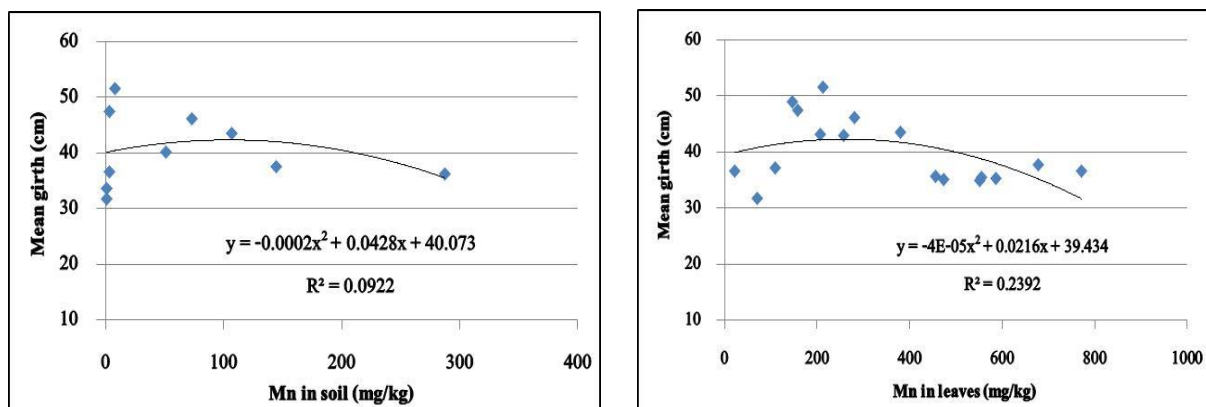 60
50
40
30
20
10
Mean girth (cm)
y = -0.0002x² + 0.0428x + 40.073
R² = 0.0922
0 100 200 300 400
Mn in soil (mg/kg)
60
50
40
30
20
10
Mean girth (cm)
y = -4E-05x² + 0.0216x + 39.434
R² = 0.2392
0 200 400 600 800 1000
Mn in leaves (mg/kg)